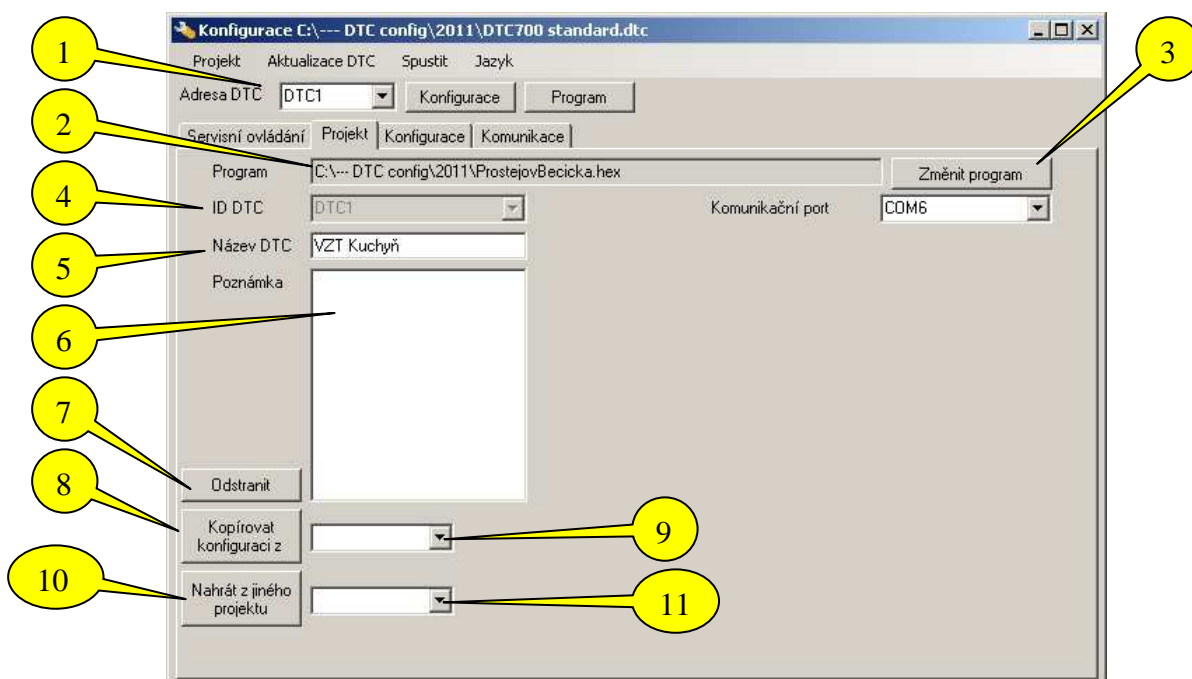 Konfigurace C:\--- DTC config\2011\DTC700 standard.dtc
1
3
Projekt Aktualizace DTC Spustit Jazyk
Adresa DTC DTC1 Konfigurace Program
2
Servisní ovládání Projekt Konfigurace Komunikace
Program C:\--- DTC config\2011\ProstejovBecicka.hex Změnit program
4
ID DTC DTC1 Komunikační port COM6
Název DTC VZT Kuchyň
5
Poznámka
6
7
Odstranit
8
Kopírovat
konfiguraci z
9
10
Nahrát z jiného
projektu
11